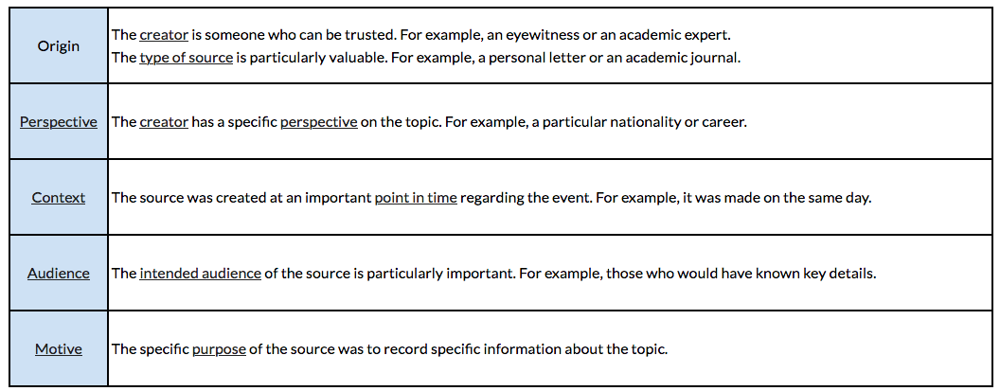 Origin
The creator is someone who can be trusted. For example, an eyewitness or an academic expert.
The type of source is particularly valuable. For example, a personal letter or an academic journal.
Perspective
The creator has a specific perspective on the topic. For example, a particular nationality or career.
Context
The source was created at an important point in time regarding the event. For example, it was made on the same day.
Audience
The intended audience of the source is particularly important. For example, those who would have known key details.
Motive
The specific purpose of the source was to record specific information about the topic.